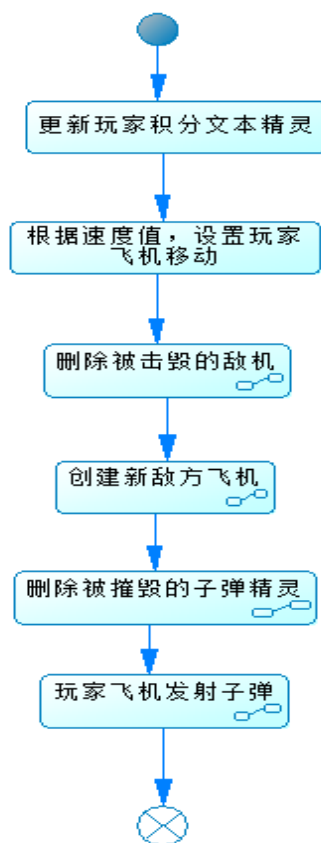 更新玩家积分文本精灵
根据速度值，设置玩家
飞机移动
删除被击毁的敌机
创建新敌方飞机
删除被摧毁的子弹精灵
玩家飞机发射子弹